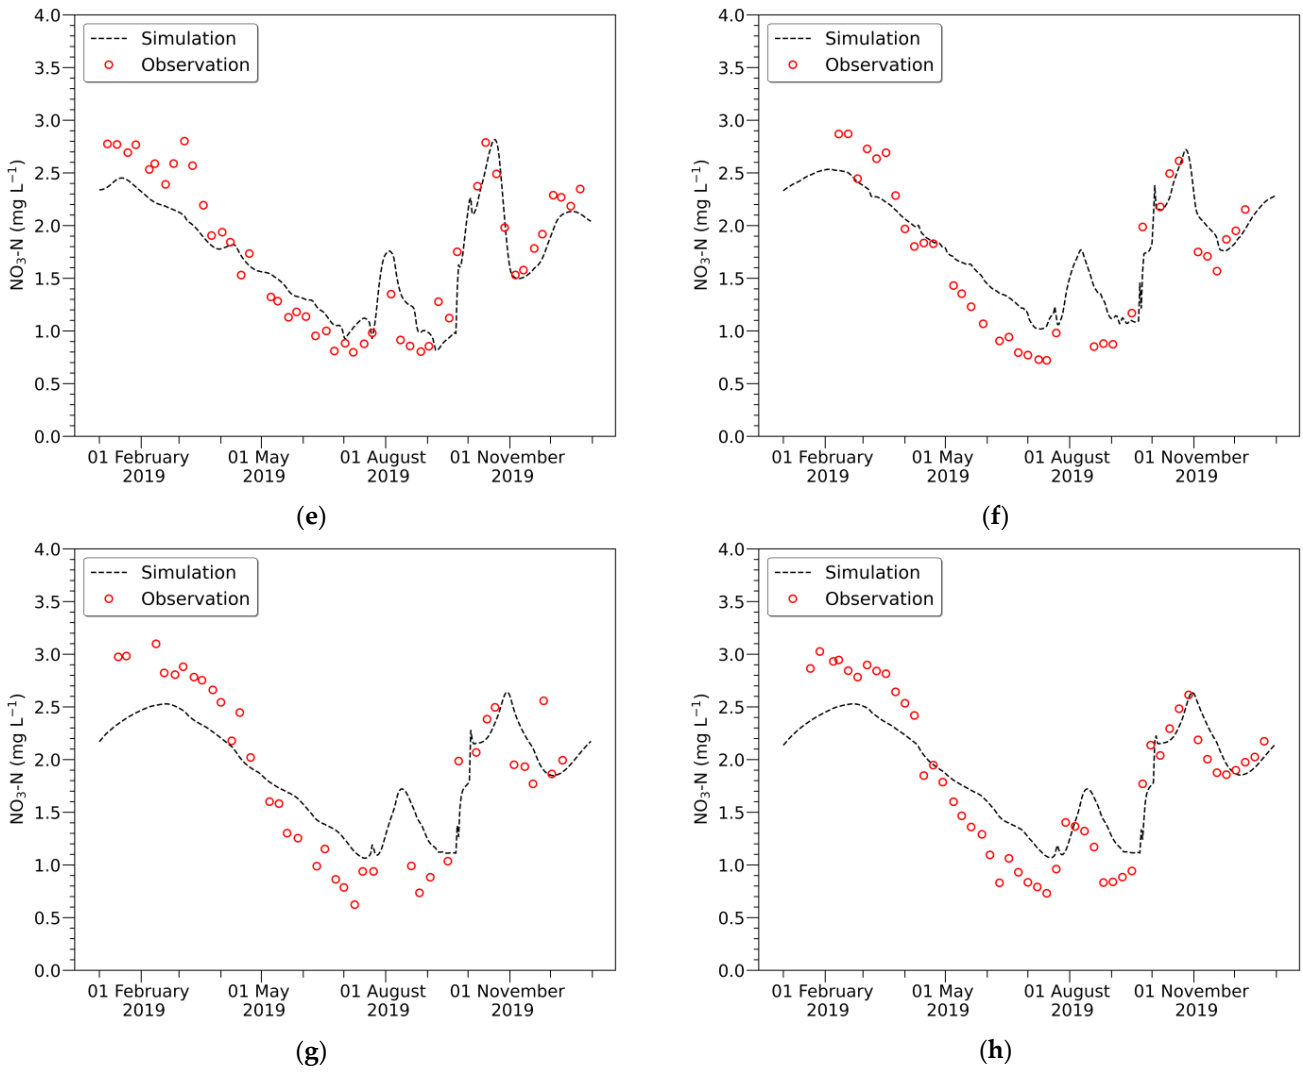 4.0
3.5
3.0
2.5
2.0
1.5
1.0
0.5
0.0
NO₃-N (mg L⁻¹)
Simulation
Observation
01 February
2019
01 May
2019
01 August
2019
01 November
2019
(e)
4.0
3.5
3.0
2.5
2.0
1.5
1.0
0.5
0.0
NO₃-N (mg L⁻¹)
Simulation
Observation
01 February
2019
01 May
2019
01 August
2019
01 November
2019
(f)
4.0
3.5
3.0
2.5
2.0
1.5
1.0
0.5
0.0
NO₃-N (mg L⁻¹)
Simulation
Observation
01 February
2019
01 May
2019
01 August
2019
01 November
2019
(g)
4.0
3.5
3.0
2.5
2.0
1.5
1.0
0.5
0.0
NO₃-N (mg L⁻¹)
Simulation
Observation
01 February
2019
01 May
2019
01 August
2019
01 November
2019
(h)